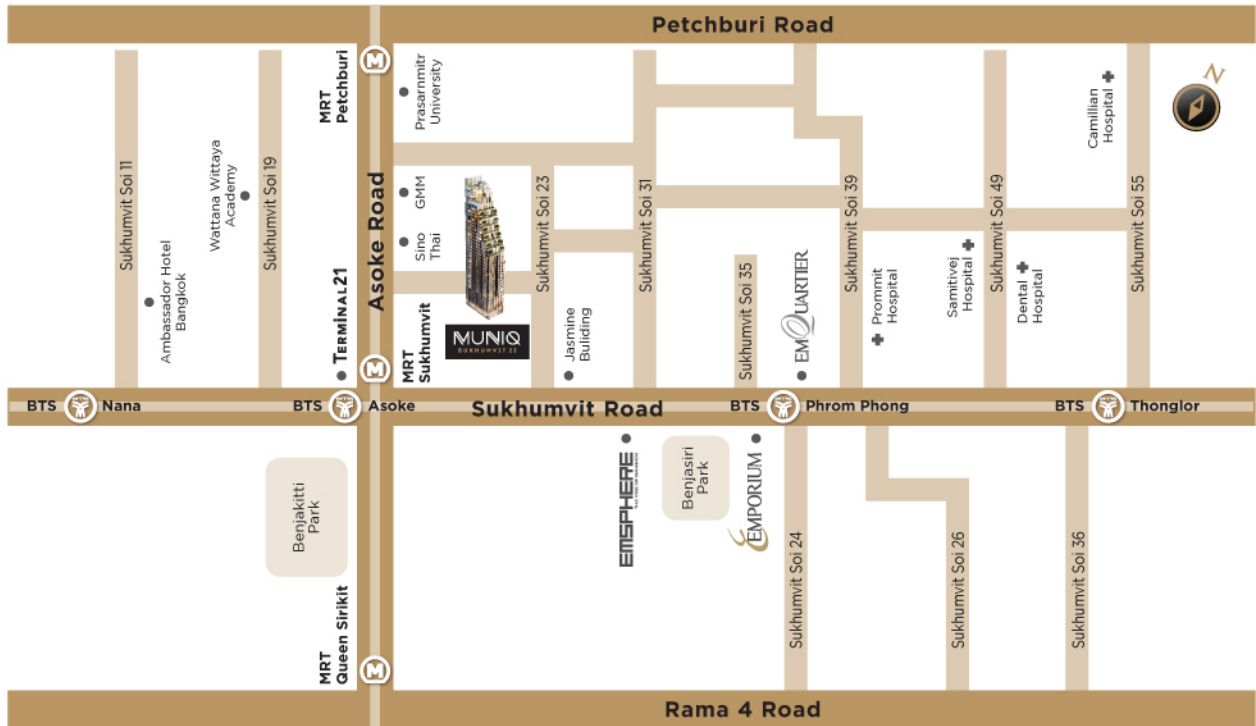 Petchburi Road
N
MRT
Petchburi
Prasarnmitr
University
Camillian
Hospital
Sukhumvit Soi 11
Wattana Wittaya
Academy
Sukhumvit Soi 19
Asoke Road
GMM
Sino
Thai
Sukhumvit Soi 23
Sukhumvit Soi 31
Sukhumvit Soi 39
Sukhumvit Soi 49
Sukhumvit Soi 55
Ambassador Hotel
Bangkok
TERMINAL21
MRT
Sukhumvit
MUNIQ
SUKHUMVIT 23
Jasmine
Buliding
Sukhumvit Soi 35
EMQUARTIER
Prommit
Hospital
Samitivej
Hospital
Dental
Hospital
BTS Nana
BTS Asoke
Sukhumvit Road
BTS Phrom Phong
BTS Thonglor
Benjakitti
Park
EMSPHERE
Benjasiri
Park
EMPORIUM
Sukhumvit Soi 24
Sukhumvit Soi 26
Sukhumvit Soi 36
MRT
Queen Sirikit
Rama 4 Road